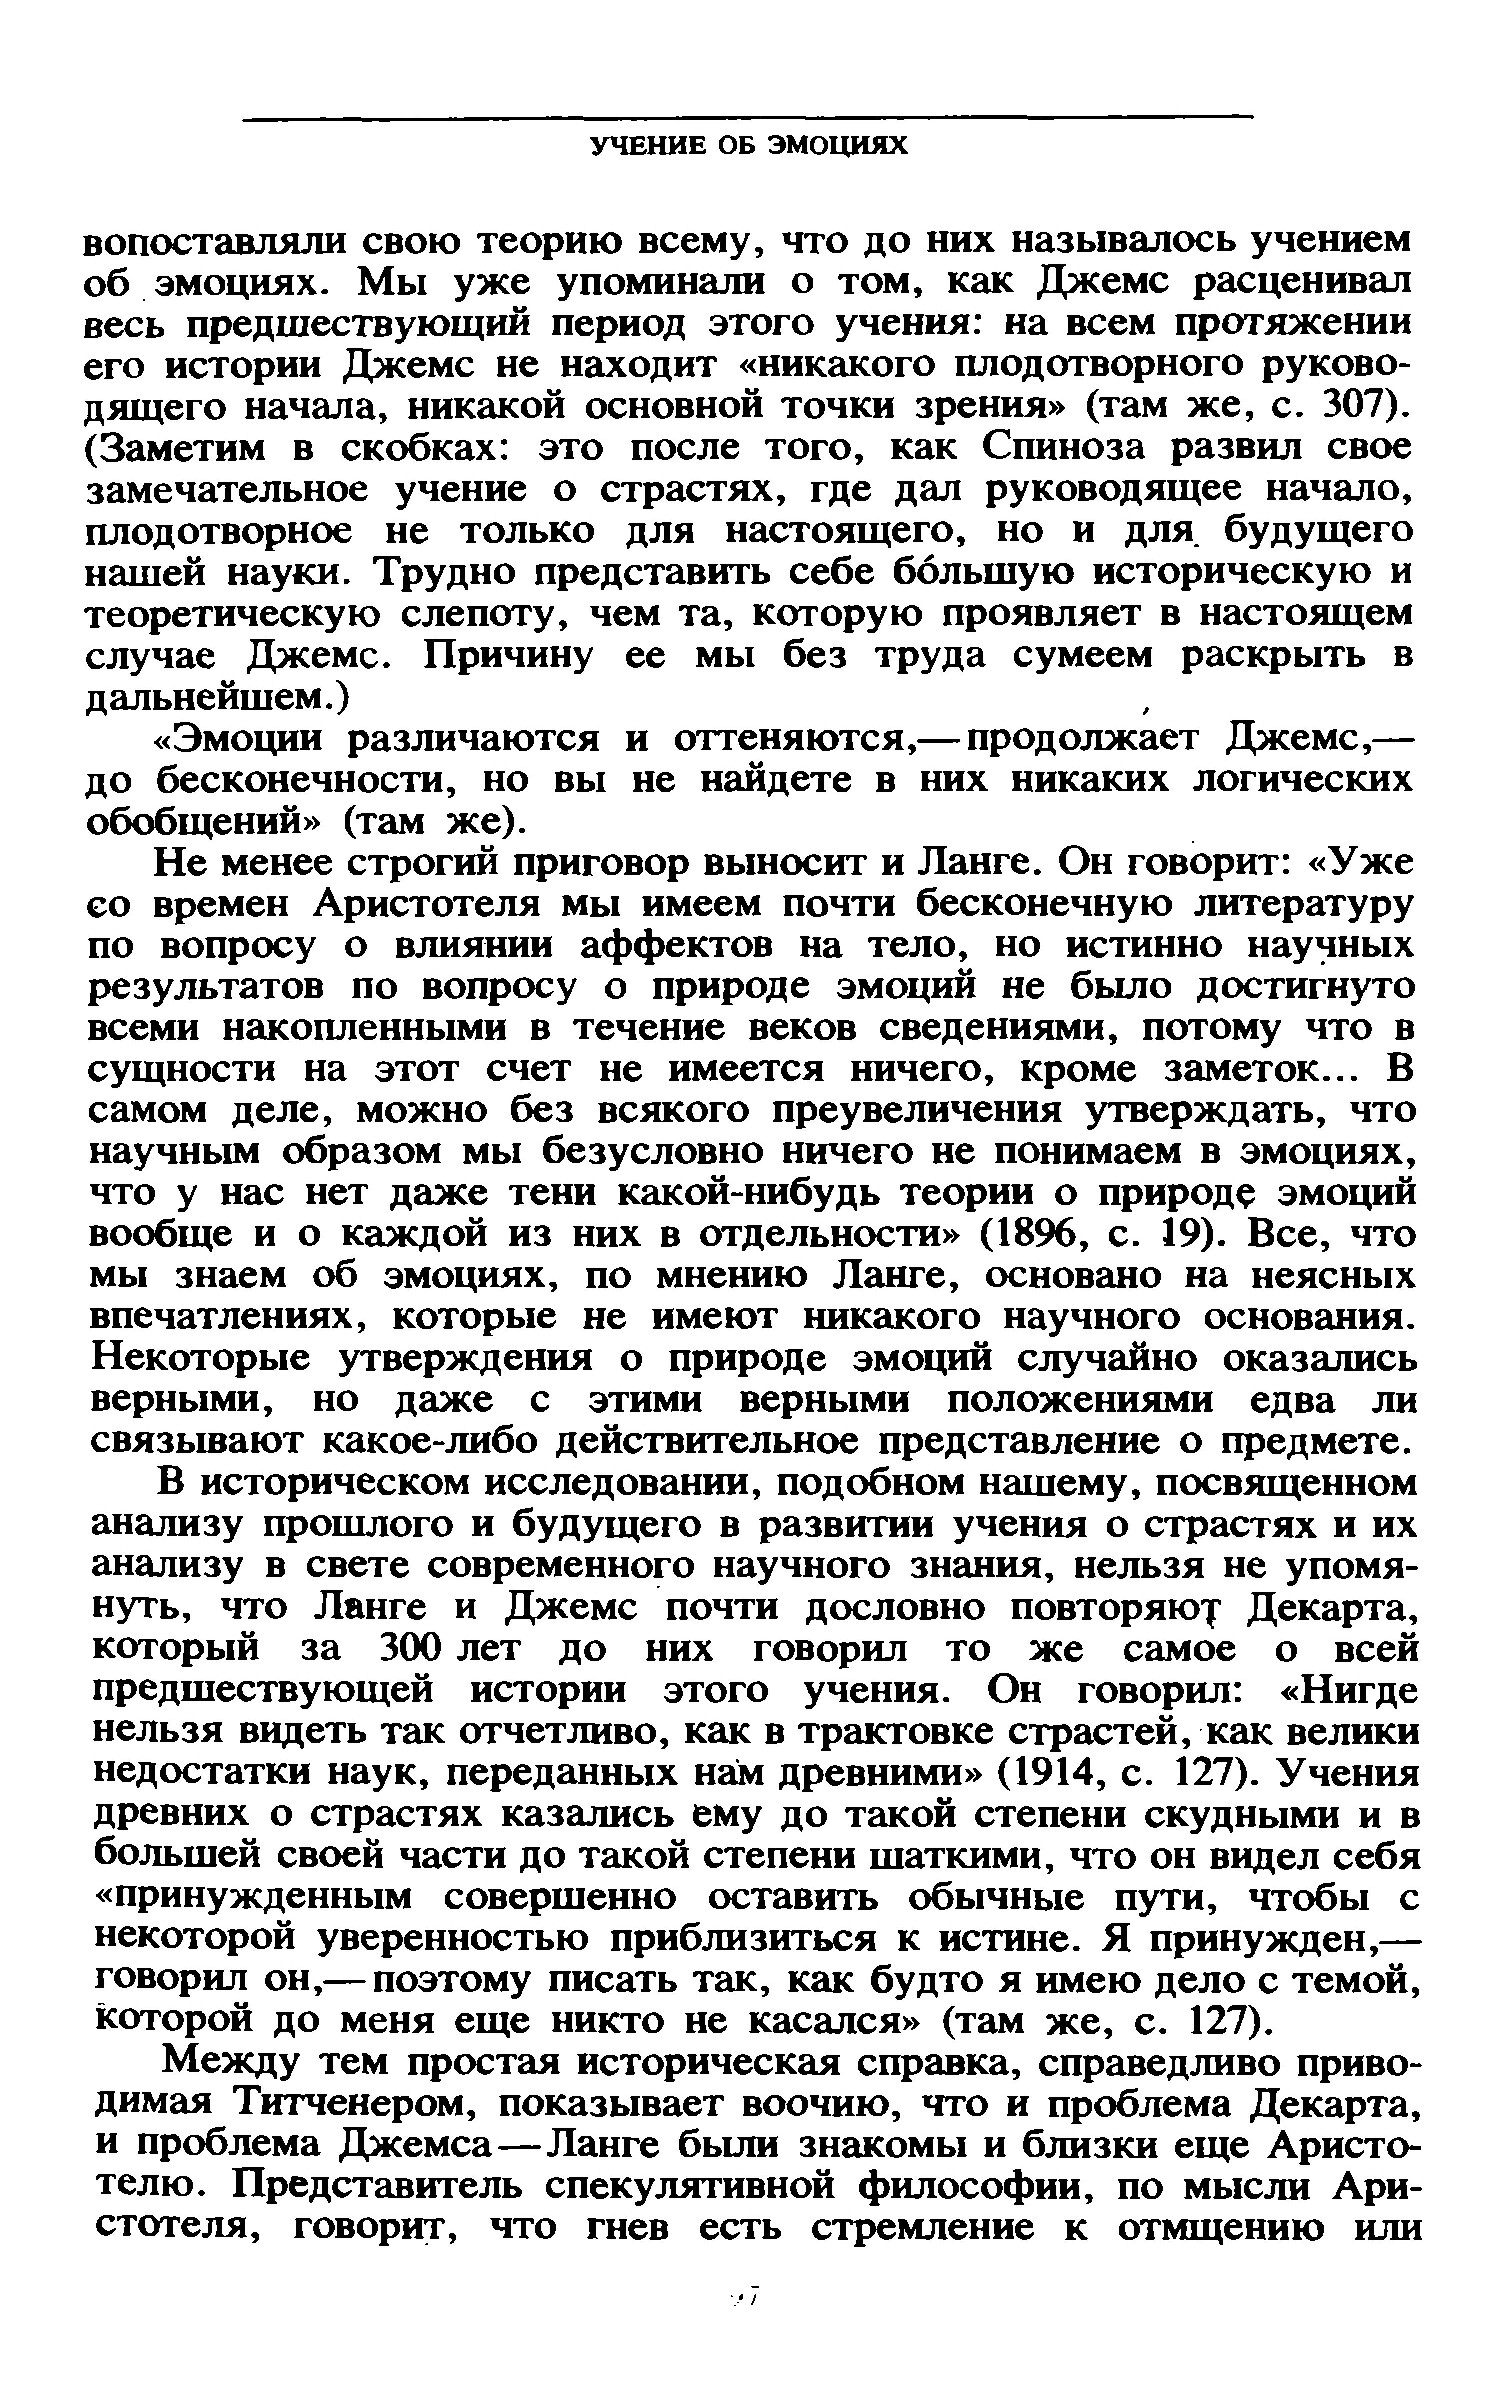 УЧЕНИЕ ОБ ЭМОЦИЯХ
вопоставляли свою теорию всему, что до них называлось учением
об эмоциях. Мы уже упоминали о том, как Джемс расценивал
весь предшествующий период этого учения: на всем протяжении
его истории Джемс не находит «никакого плодотворного руково-
дящего начала, никакой основной точки зрения» (там же, с. 307).
(Заметим в скобках: это после того, как Спиноза развил свое
замечательное учение о страстях, где дал руководящее начало,
плодотворное не только для настоящего, но и для будущего
нашей науки. Трудно представить себе бо́льшую историческую и
теоретическую слепоту, чем та, которую проявляет в настоящем
случае Джемс. Причину ее мы без труда сумеем раскрыть в
дальнейшем.)
«Эмоции различаются и оттеняются,— продолжает Джемс,—
до бесконечности, но вы не найдете в них никаких логических
обобщений» (там же).
Не менее строгий приговор выносит и Ланге. Он говорит: «Уже
со времен Аристотеля мы имеем почти бесконечную литературу
по вопросу о влиянии аффектов на тело, но истинно научных
результатов по вопросу о природе эмоций не было достигнуто
всеми накопленными в течение веков сведениями, потому что в
сущности на этот счет не имеется ничего, кроме заметок... В
самом деле, можно без всякого преувеличения утверждать, что
научным образом мы безусловно ничего не понимаем в эмоциях,
что у нас нет даже тени какой-нибудь теории о природе эмоций
вообще и о каждой из них в отдельности» (1896, с. 19). Все, что
мы знаем об эмоциях, по мнению Ланге, основано на неясных
впечатлениях, которые не имеют никакого научного основания.
Некоторые утверждения о природе эмоций случайно оказались
верными, но даже с этими верными положениями едва ли
связывают какое-либо действительное представление о предмете.
В историческом исследовании, подобном нашему, посвященном
анализу прошлого и будущего в развитии учения о страстях и их
анализу в свете современного научного знания, нельзя не упомя-
нуть, что Ланге и Джемс почти дословно повторяют Декарта,
который за 300 лет до них говорил то же самое о всей
предшествующей истории этого учения. Он говорил: «Нигде
нельзя видеть так отчетливо, как в трактовке страстей, как велики
недостатки наук, переданных нам древними» (1914, с. 127). Учения
древних о страстях казались ему до такой степени скудными и в
большей своей части до такой степени шаткими, что он видел себя
«принужденным совершенно оставить обычные пути, чтобы с
некоторой уверенностью приблизиться к истине. Я принужден,—
говорил он,— поэтому писать так, как будто я имею дело с темой,
которой до меня еще никто не касался» (там же, с. 127).
Между тем простая историческая справка, справедливо приво-
димая Титченером, показывает воочию, что и проблема Декарта,
и проблема Джемса — Ланге были знакомы и близки еще Аристо-
телю. Представитель спекулятивной философии, по мысли Ари-
стотеля, говорит, что гнев есть стремление к отмщению или